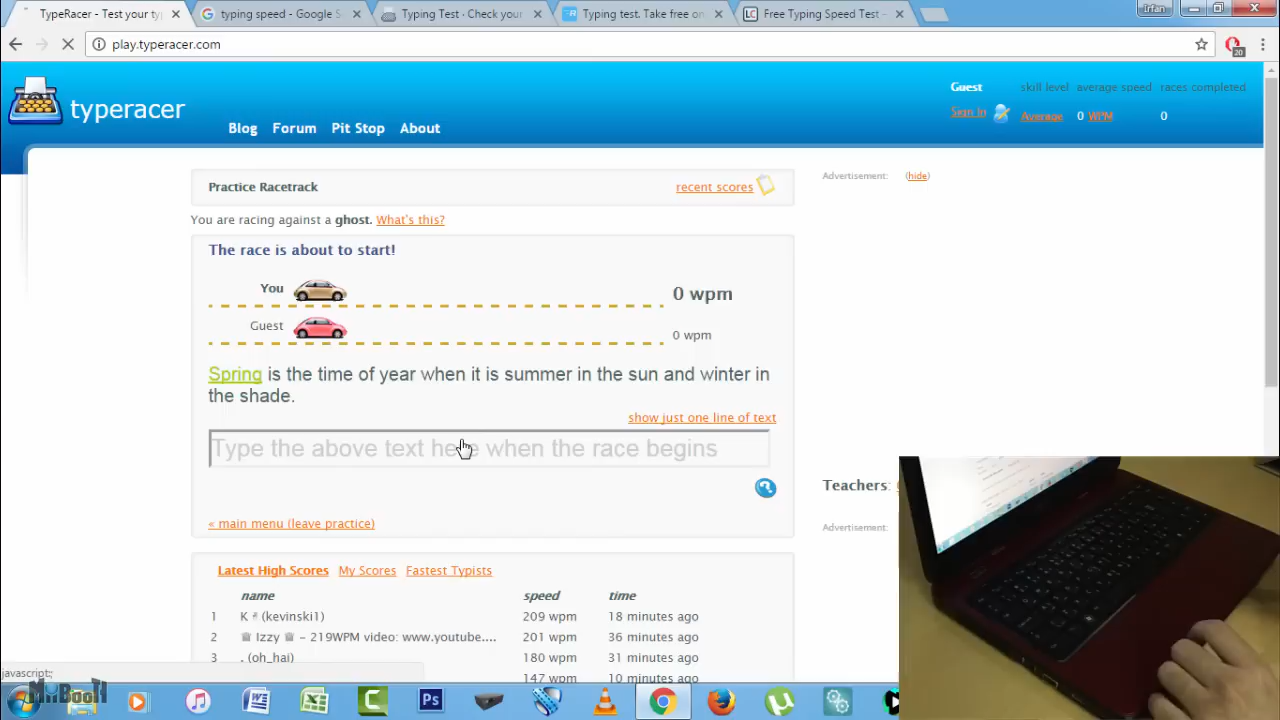 TypeRacer - Test your typ
typing speed - Google S
Typing Test - Check your
Typing test. Take free on
Free Typing Speed Test -
irfan
play.typeracer.com
20
typeracer
Blog Forum Pit Stop About
Guest skill level average speed races completed
Sign In Average 0 WPM 0
Practice Racetrack
recent scores
Advertisement: (hide)
You are racing against a ghost. What's this?
The race is about to start!
You
0 wpm
Guest
0 wpm
Spring is the time of year when it is summer in the sun and winter in
the shade.
show just one line of text
Type the above text here when the race begins
Teachers:
« main menu (leave practice)
Advertisement:
Latest High Scores My Scores Fastest Typists
name speed time
1 K ♯ (kevinski1) 209 wpm 18 minutes ago
2 ♕ Izzy ♕ – 219WPM video: www.youtube.... 201 wpm 36 minutes ago
3 . (oh_hai) 180 wpm 31 minutes ago
147 wpm 10 minutes ago
javascript:;
Ps